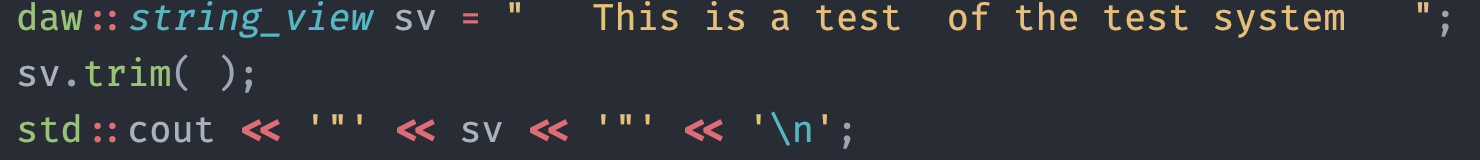 daw::string_view sv = "   This is a test  of the test system   ";
sv.trim( );
std::cout << '"' << sv << '"' << '\n';